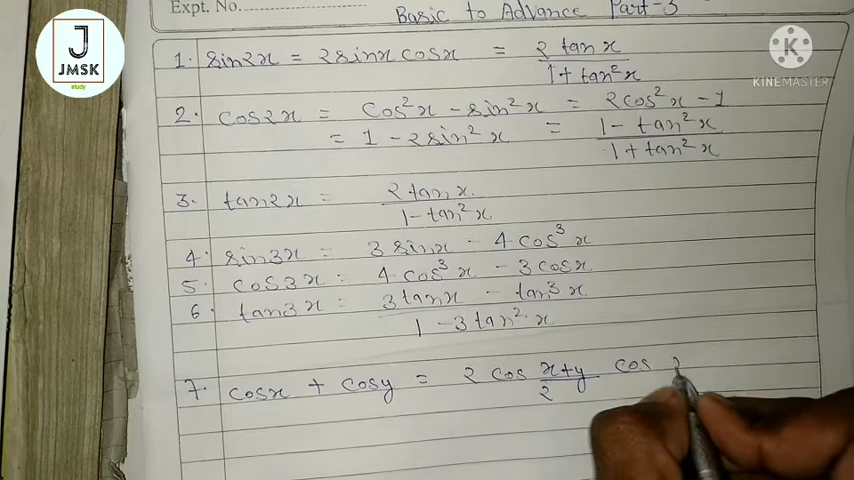 Expt. No.
Basic to Advance Part-3
J
JMSK
study
K
KINEMASTER
1. sin2x = 2sinx cosx = 2 tan x / 1 + tan²x
2. cos2x = cos²x - sin²x = 2cos²x - 1
= 1 - 2sin²x = 1 - tan²x / 1 + tan²x
3. tan2x = 2 tan x / 1 - tan²x
4. sin3x = 3 sinx - 4 cos³x
5. cos3x = 4 cos³x - 3 cosx
6. tan3x = 3 tanx - tan³x / 1 - 3 tan²x
7. cosx + cosy = 2 cos x+y / 2 cos